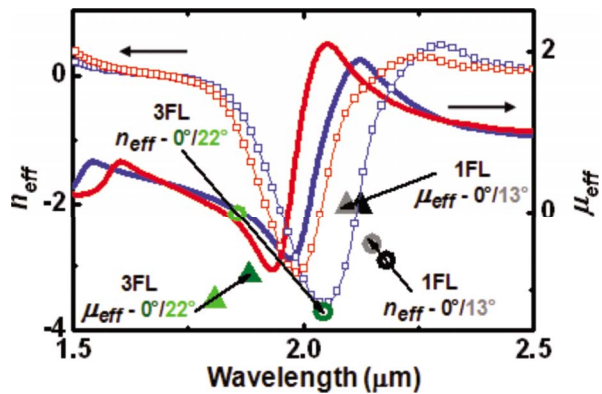 0
-2
-4
n_eff
2
0
μ_eff
3FL
n_eff - 0°/22°
1FL
μ_eff - 0°/13°
3FL
μ_eff - 0°/22°
1FL
n_eff - 0°/13°
1.5 2.0 2.5
Wavelength (μm)